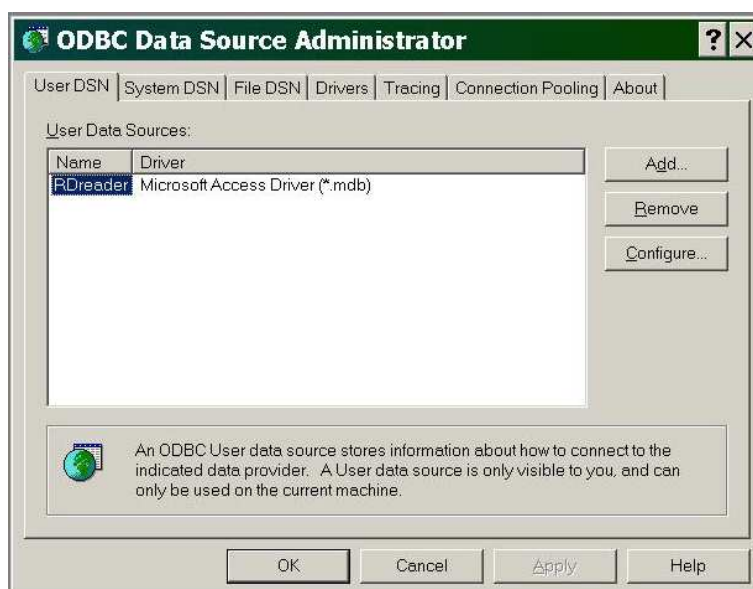 ODBC Data Source Administrator
User DSN System DSN File DSN Drivers Tracing Connection Pooling About
User Data Sources:
Name Driver
RDreader Microsoft Access Driver (*.mdb)
Add...
Remove
Configure...
An ODBC User data source stores information about how to connect to the
indicated data provider. A User data source is only visible to you, and can
only be used on the current machine.
OK Cancel Apply Help